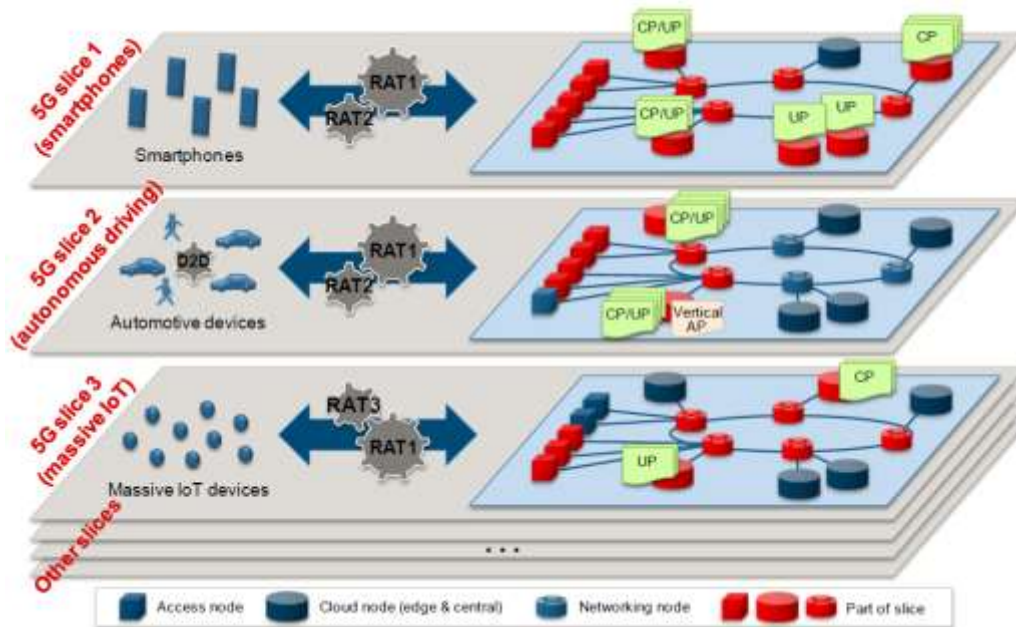 5G slice 1
(smartphones)
Smartphones
RAT1
RAT2
CP/UP
CP
CP/UP
UP
UP
5G slice 2
(autonomous driving)
D2D
Automotive devices
RAT1
RAT2
CP/UP
CP/UP
Vertical
AP
5G slice 3
(massive IoT)
Massive IoT devices
RAT3
RAT1
CP
UP
Other slices
...
Access node
Cloud node (edge & central)
Networking node
Part of slice